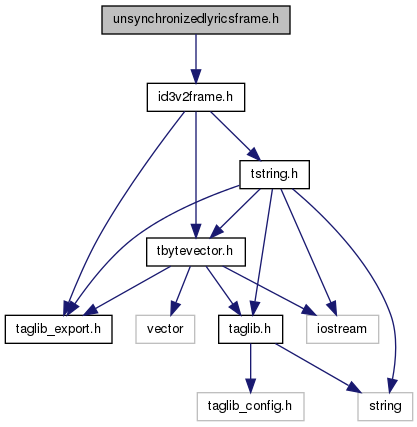 unsynchronizedlyricsframe.h
id3v2frame.h
tstring.h
tbytevector.h
taglib_export.h
vector
taglib.h
iostream
taglib_config.h
string